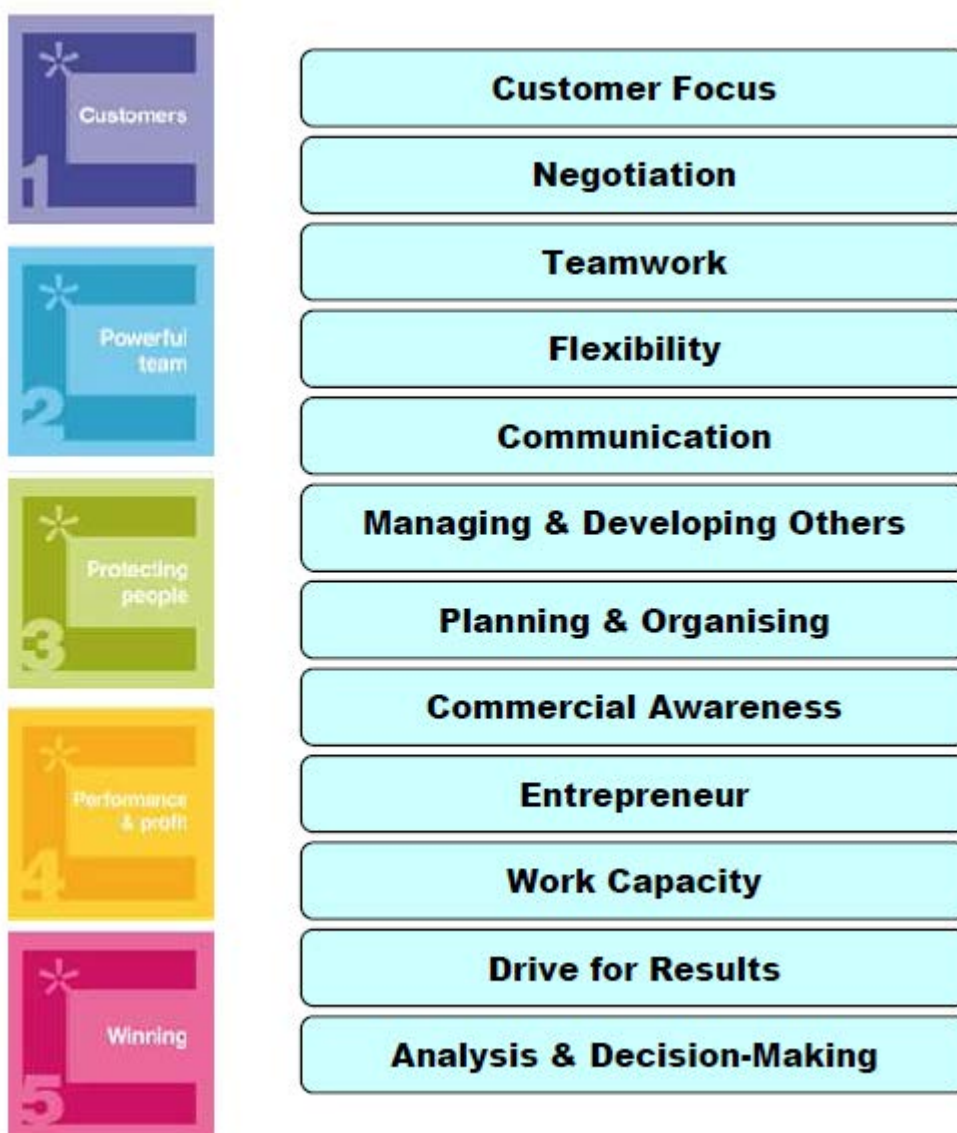 Customers
1
Powerful
team
2
Protecting
people
3
Performance
& profit
4
Winning
5
Customer Focus
Negotiation
Teamwork
Flexibility
Communication
Managing & Developing Others
Planning & Organising
Commercial Awareness
Entrepreneur
Work Capacity
Drive for Results
Analysis & Decision-Making